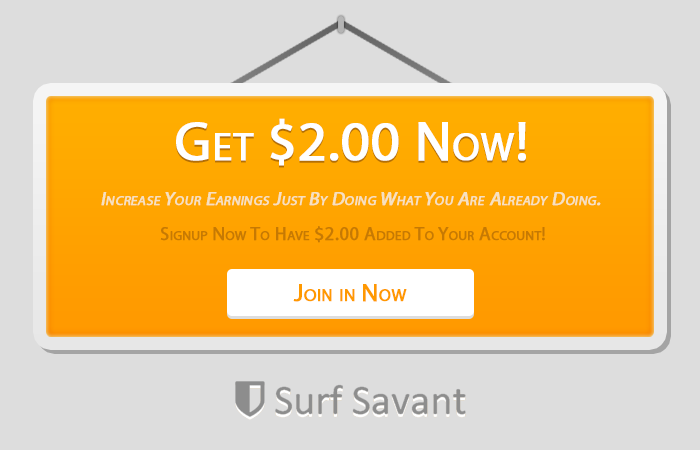 Get $2.00 Now!
Increase Your Earnings Just By Doing What You Are Already Doing.
Signup Now To Have $2.00 Added To Your Account!
Join in Now
Surf Savant